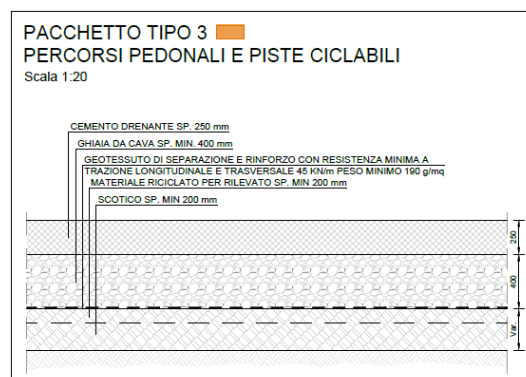 PACCHETTO TIPO 3
PERCORSI PEDONALI E PISTE CICLABILI
Scala 1:20
CEMENTO DRENANTE SP. 250 mm
GHIAIA DA CAVA SP. MIN. 400 mm
GEOTESSUTO DI SEPARAZIONE E RINFORZO CON RESISTENZA MINIMA A
TRAZIONE LONGITUDINALE E TRASVERSALE 45 KN/m PESO MINIMO 190 g/mq
MATERIALE RICICLATO PER RILEVATO SP. MIN 200 mm
SCOTICO SP. MIN 200 mm
250
400
Var.